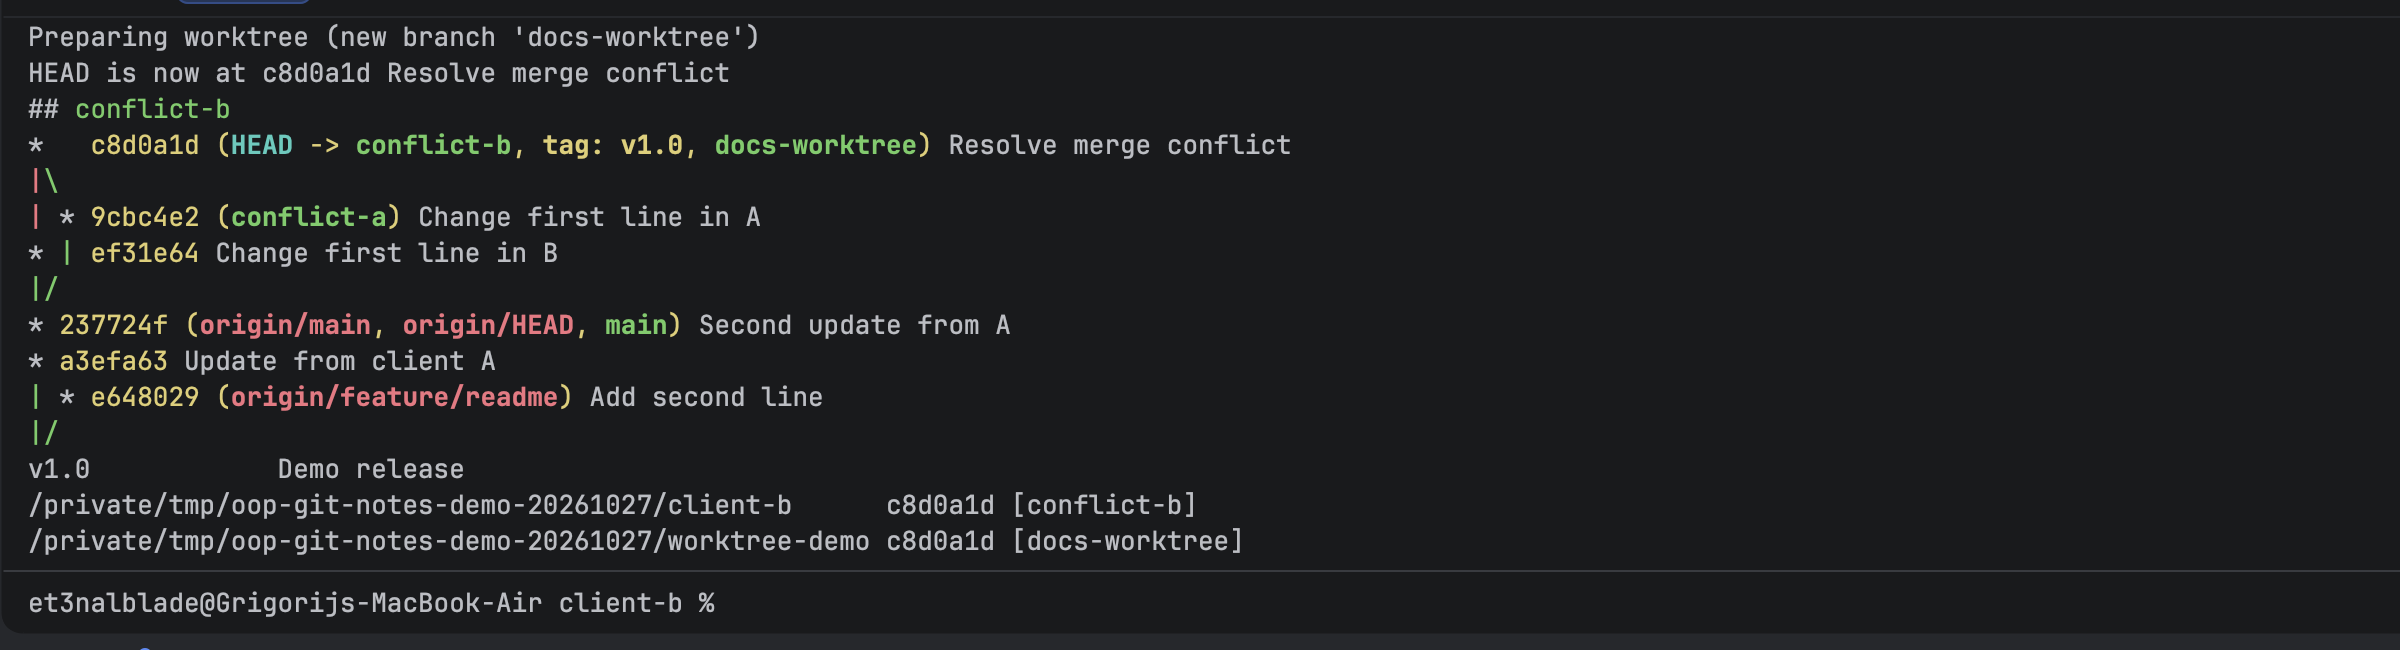 Preparing worktree (new branch 'docs-worktree')
HEAD is now at c8d0a1d Resolve merge conflict
## conflict-b
*   c8d0a1d (HEAD -> conflict-b, tag: v1.0, docs-worktree) Resolve merge conflict
|\
| * 9cbc4e2 (conflict-a) Change first line in A
* | ef31e64 Change first line in B
|/
* 237724f (origin/main, origin/HEAD, main) Second update from A
* a3efa63 Update from client A
| * e648029 (origin/feature/readme) Add second line
|/
v1.0            Demo release
/private/tmp/oop-git-notes-demo-20261027/client-b      c8d0a1d [conflict-b]
/private/tmp/oop-git-notes-demo-20261027/worktree-demo c8d0a1d [docs-worktree]
et3nalblade@Grigorijs-MacBook-Air client-b %